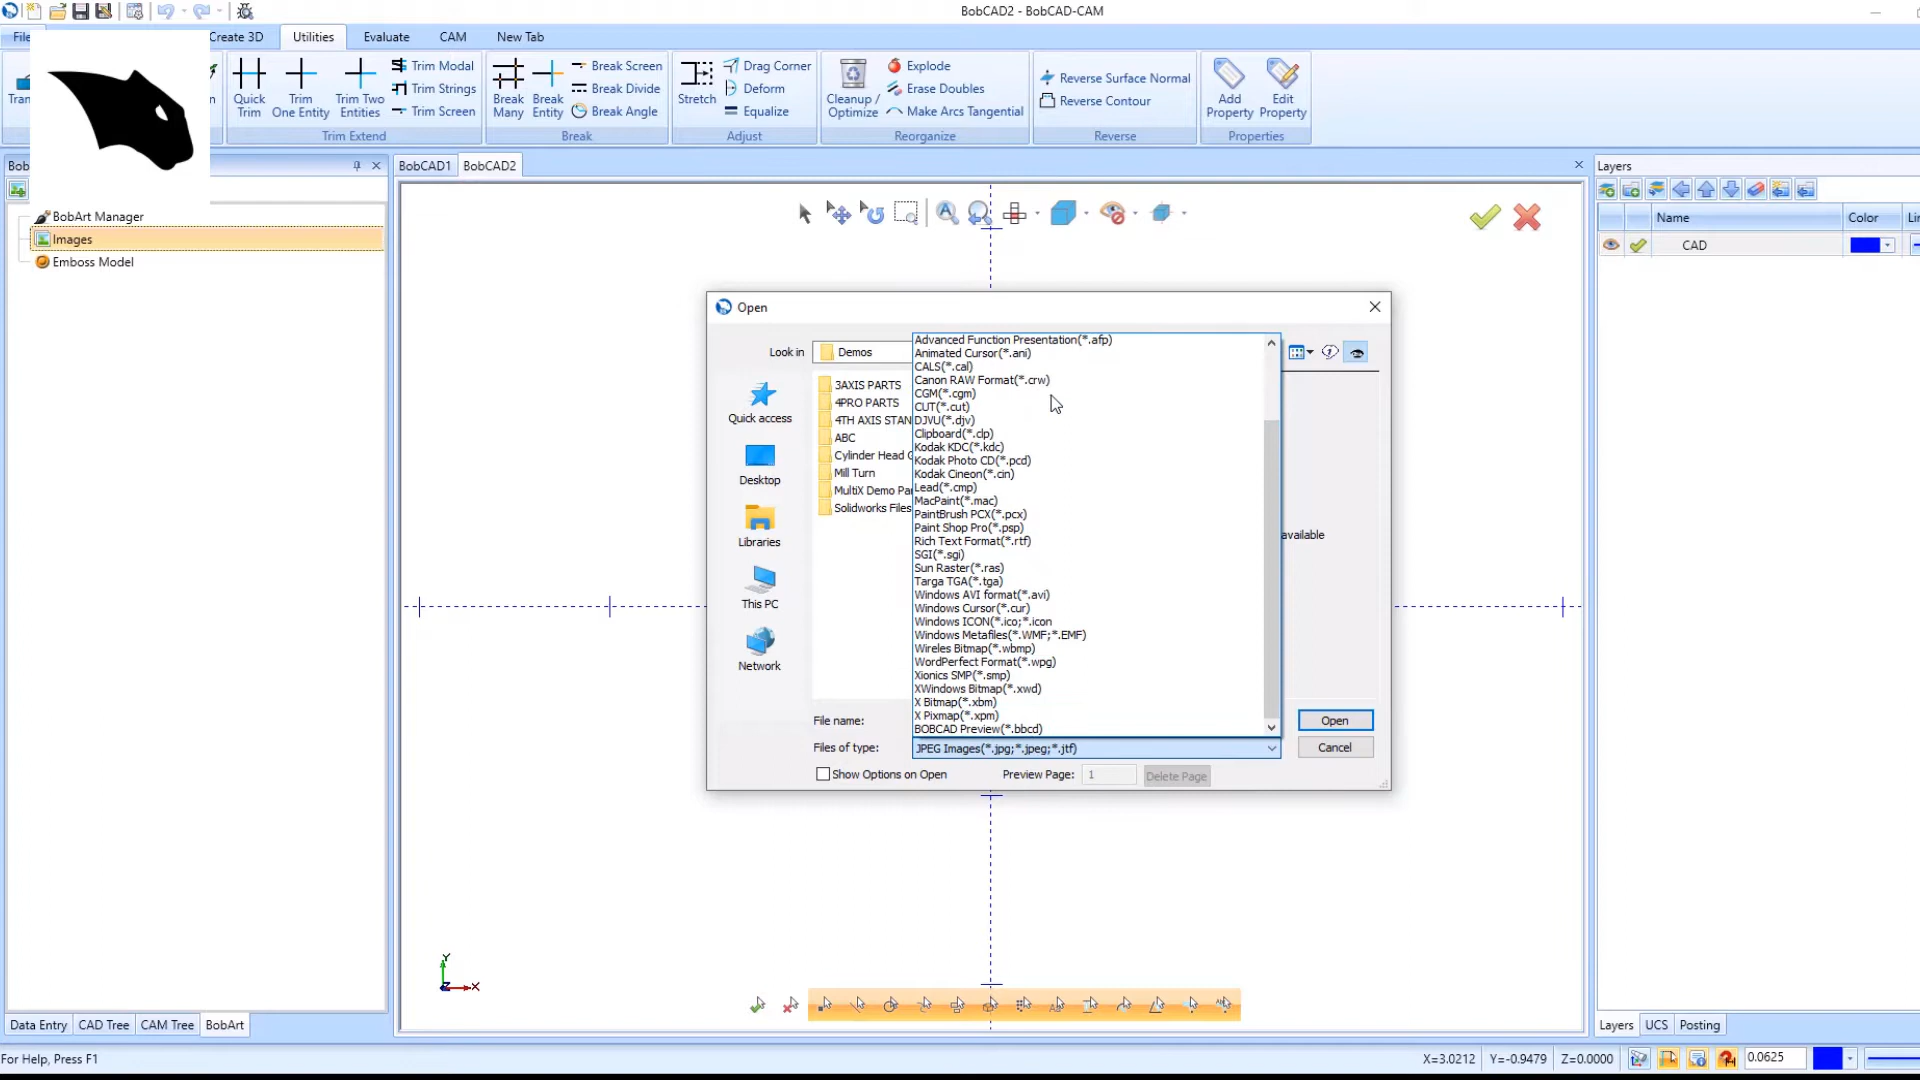 BobCAD2 - BobCAD-CAM
File
Create 3D
Utilities
Evaluate
CAM
New Tab
Quick Trim
Trim One Entity
Trim Two Entities
Trim Modal
Trim Strings
Trim Screen
Trim Extend
Break Many
Break Entity
Break Screen
Break Divide
Break Angle
Break
Stretch
Drag Corner
Deform
Equalize
Adjust
Cleanup / Optimize
Explode
Erase Doubles
Make Arcs Tangential
Reorganize
Reverse Surface Normal
Reverse Contour
Reverse
Add Property
Edit Property
Properties
BobCAD1
BobCAD2
Layers
Name
Color
CAD
BobArt Manager
Images
Emboss Model
Open
Look in
Demos
Quick access
Desktop
Libraries
This PC
Network
3AXIS PARTS
4PRO PARTS
4TH AXIS STAN
ABC
Cylinder Head
Mill Turn
MultiX Demo Pa
Solidworks Files
Advanced Function Presentation(*.afp)
Animated Cursor(*.ani)
CALS(*.cal)
Canon RAW Format(*.crw)
CGM(*.cgm)
CUT(*.cut)
DJVU(*.djv)
Clipboard(*.clp)
Kodak KDC(*.kdc)
Kodak Photo CD(*.pcd)
Kodak Cineon(*.cin)
Lead(*.cmp)
MacPaint(*.mac)
PaintBrush PCX(*.pcx)
Paint Shop Pro(*.psp)
Rich Text Format(*.rtf)
SGI(*.sgi)
Sun Raster(*.ras)
Targa TGA(*.tga)
Windows AVI format(*.avi)
Windows Cursor(*.cur)
Windows ICON(*.ico;*.icon
Windows Metafiles(*.WMF;*.EMF)
Wireles Bitmap(*.wbmp)
WordPerfect Format(*.wpg)
Xionics SMP(*.smp)
XWindows Bitmap(*.xwd)
X Bitmap(*.xbm)
X Pixmap(*.xpm)
BOBCAD Preview(*.bbcd)
available
File name:
Open
Files of type:
JPEG Images(*.jpg;*.jpeg;*.jtf)
Cancel
Show Options on Open
Preview Page:
1
Delete Page
Y
X
Data Entry
CAD Tree
CAM Tree
BobArt
Layers
UCS
Posting
For Help, Press F1
X=3.0212
Y=-0.9479
Z=0.0000
0.0625